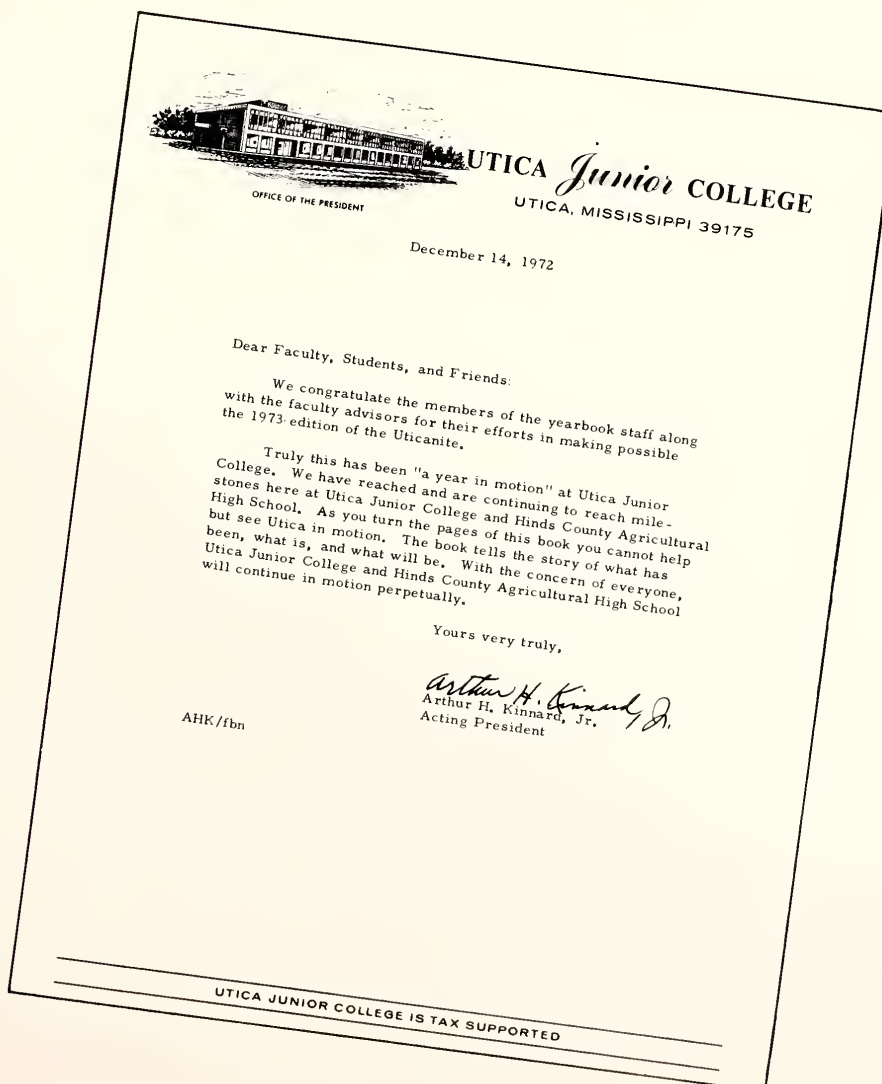 UTICA Junior COLLEGE
UTICA, MISSISSIPPI 39175
OFFICE OF THE PRESIDENT
December 14, 1972
Dear Faculty, Students, and Friends:
We congratulate the members of the yearbook staff along
with the faculty advisors for their efforts in making possible
the 1973 edition of the Uticanite.
Truly this has been "a year in motion" at Utica Junior
College. We have reached and are continuing to reach mile-
stones here at Utica Junior College and Hinds County Agricultural
High School. As you turn the pages of this book you cannot help
but see Utica in motion. The book tells the story of what has
been, what is, and what will be. With the concern of everyone,
Utica Junior College and Hinds County Agricultural High School
will continue in motion perpetually.
Yours very truly,
Arthur H. Kinnard, Jr.
Arthur H. Kinnard, Jr.
Acting President
AHK/fbn
UTICA JUNIOR COLLEGE IS TAX SUPPORTED